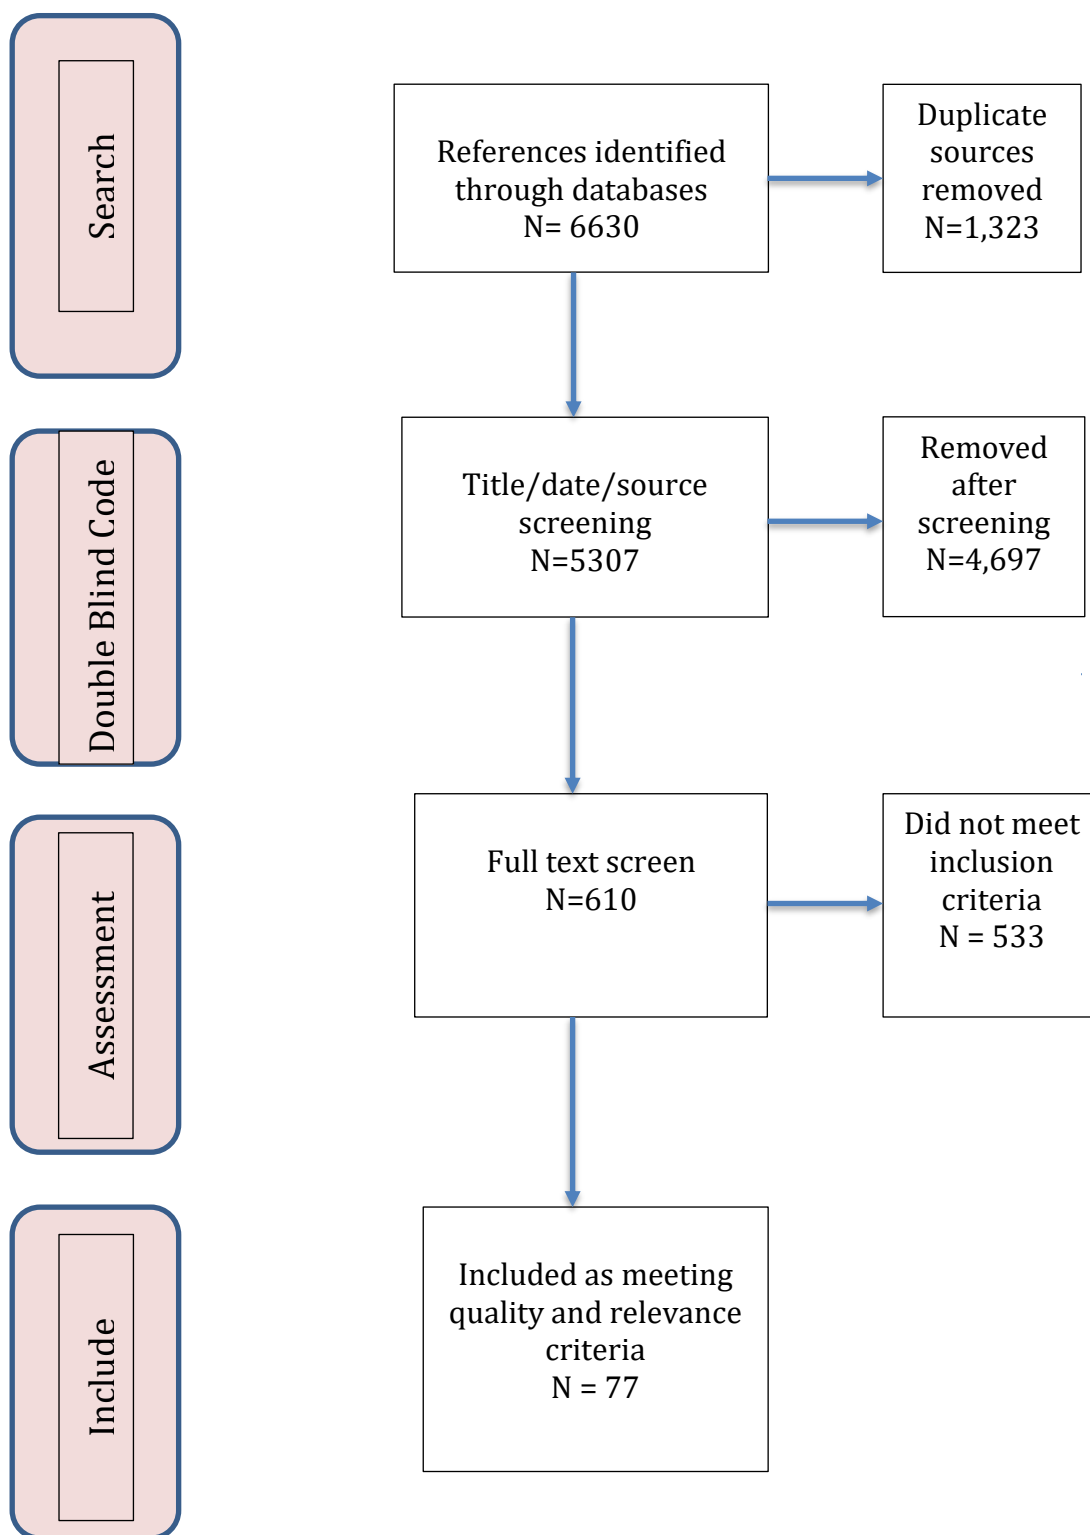 Search
References identified
through databases
N= 6630
Duplicate
sources
removed
N=1,323
Double Blind Code
Title/date/source
screening
N=5307
Removed
after
screening
N=4,697
Assessment
Full text screen
N=610
Did not meet
inclusion
criteria
N = 533
Include
Included as meeting
quality and relevance
criteria
N = 77